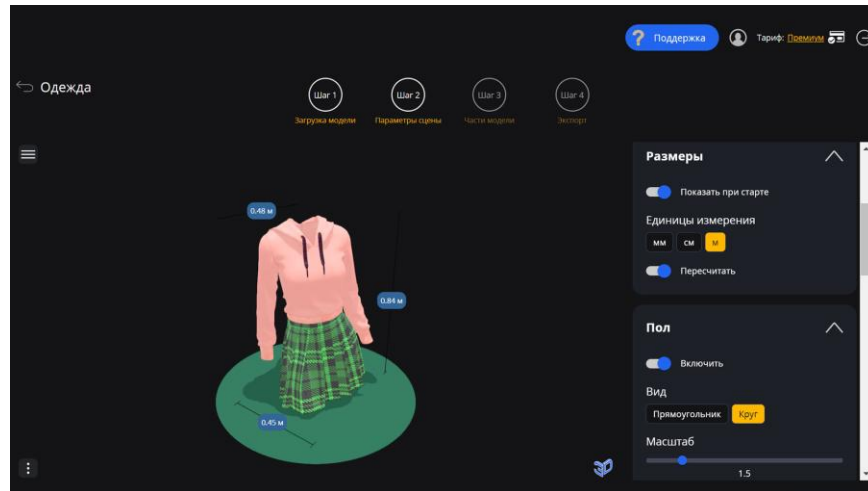 ? Поддержка
Тариф: Премиум
Одежда
Шаг 1
Шаг 2
Шаг 3
Шаг 4
Загрузка модели
Параметры сцены
Части модели
Экспорт
Размеры
Показать при старте
Единицы измерения
мм см м
Пересчитать
0.48 м
0.84 м
0.45 м
Пол
Включить
Вид
Прямоугольник Круг
Масштаб
1.5
3D